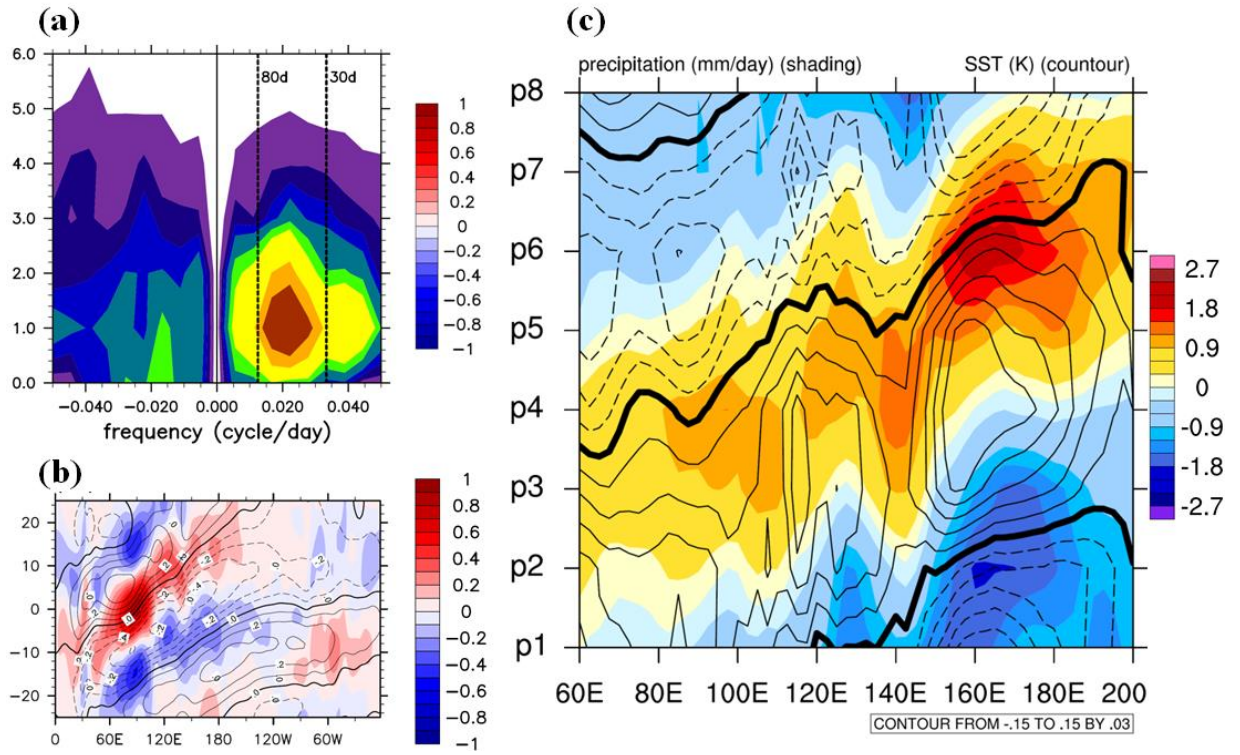 (a)
6.0
5.0
4.0
3.0
2.0
1.0
0.0
80d
30d
−0.040 −0.020 0.000 0.020 0.040
frequency (cycle/day)
1
0.8
0.6
0.4
0.2
0
−0.2
−0.4
−0.6
−0.8
−1
(b)
20
10
0
−10
−20
0 60E 120E 180 120W 60W
1
0.8
0.6
0.4
0.2
0
−0.2
−0.4
−0.6
−0.8
−1
(c)
precipitation (mm/day) (shading) SST (K) (countour)
p8
p7
p6
p5
p4
p3
p2
p1
60E 80E 100E 120E 140E 160E 180E 200
CONTOUR FROM -.15 TO .15 BY .03
2.7
1.8
0.9
0
-0.9
-1.8
-2.7